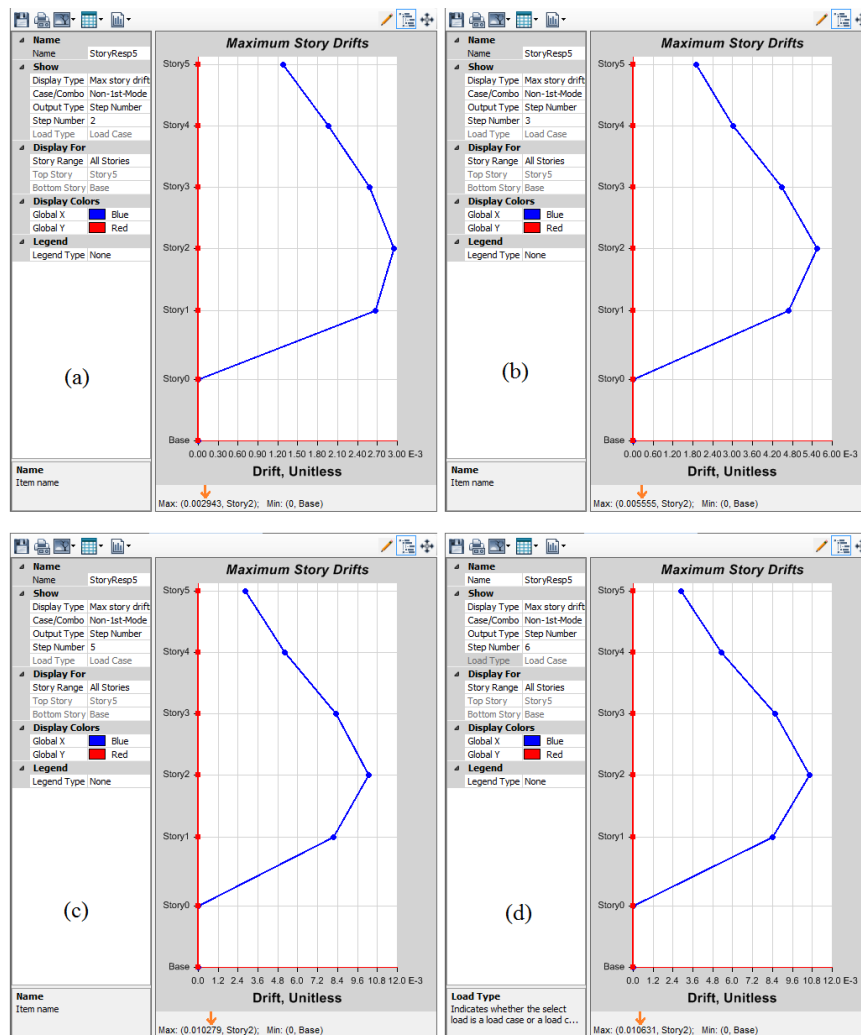 Maximum Story Drifts
Name
Name StoryResp5
Show
Display Type Max story drift
Case/Combo Non-1st-Mode
Output Type Step Number
Step Number 2
Load Type Load Case
Display For
Story Range All Stories
Top Story Story5
Bottom Story Base
Display Colors
Global X Blue
Global Y Red
Legend
Legend Type None
(a)
Name
Item name
Story5
Story4
Story3
Story2
Story1
Story0
Base
0.00 0.30 0.60 0.90 1.20 1.50 1.80 2.10 2.40 2.70 3.00 E-3
Drift, Unitless
Max: (0.002943, Story2); Min: (0, Base)
Maximum Story Drifts
Name
Name StoryResp5
Show
Display Type Max story drift
Case/Combo Non-1st-Mode
Output Type Step Number
Step Number 3
Load Type Load Case
Display For
Story Range All Stories
Top Story Story5
Bottom Story Base
Display Colors
Global X Blue
Global Y Red
Legend
Legend Type None
(b)
Name
Item name
Story5
Story4
Story3
Story2
Story1
Story0
Base
0.00 0.60 1.20 1.80 2.40 3.00 3.60 4.20 4.80 5.40 6.00 E-3
Drift, Unitless
Max: (0.005555, Story2); Min: (0, Base)
Maximum Story Drifts
Name
Name StoryResp5
Show
Display Type Max story drift
Case/Combo Non-1st-Mode
Output Type Step Number
Step Number 5
Load Type Load Case
Display For
Story Range All Stories
Top Story Story5
Bottom Story Base
Display Colors
Global X Blue
Global Y Red
Legend
Legend Type None
(c)
Name
Item name
Story5
Story4
Story3
Story2
Story1
Story0
Base
0.0 1.2 2.4 3.6 4.8 6.0 7.2 8.4 9.6 10.8 12.0 E-3
Drift, Unitless
Max: (0.010279, Story2); Min: (0, Base)
Maximum Story Drifts
Name
Name StoryResp5
Show
Display Type Max story drift
Case/Combo Non-1st-Mode
Output Type Step Number
Step Number 6
Load Type Load Case
Display For
Story Range All Stories
Top Story Story5
Bottom Story Base
Display Colors
Global X Blue
Global Y Red
Legend
Legend Type None
(d)
Load Type
Indicates whether the select
load is a load case or a load c...
Story5
Story4
Story3
Story2
Story1
Story0
Base
0.0 1.2 2.4 3.6 4.8 6.0 7.2 8.4 9.6 10.8 12.0 E-3
Drift, Unitless
Max: (0.010631, Story2); Min: (0, Base)